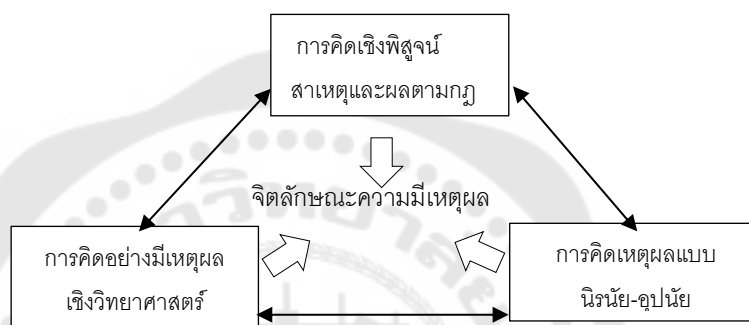 การคิดเชิงพิสูจน์
สาเหตุและผลตามกฎ
จิตลักษณะความมีเหตุผล
การคิดอย่างมีเหตุผล
เชิงวิทยาศาสตร์
การคิดเหตุผลแบบ
นิรนัย-อุปนัย